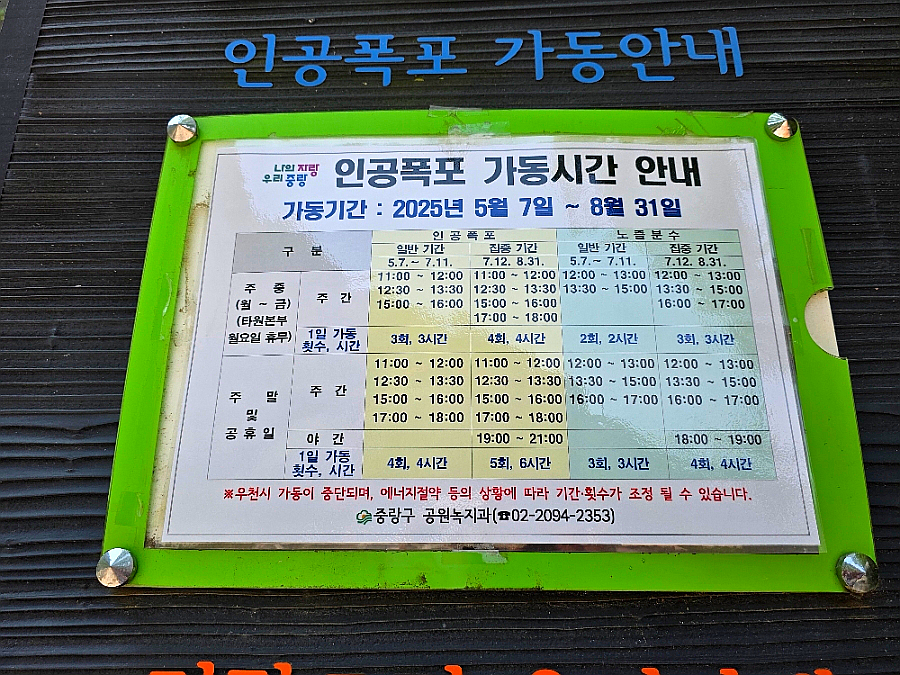 인공폭포 가동안내
나의 자랑
우리 중랑
인공폭포 가동시간 안내
가동기간 : 2025년 5월 7일 ~ 8월 31일
구 분
인 공 폭 포
노 즐 분 수
일반 기간 집중 기간 일반 기간 집중 기간
5.7. ~ 7.11. 7.12. 8.31. 5.7. ~ 7.11. 7.12. 8.31.
주 중
(월 ~ 금)
(타원본부
월요일 휴무)
주 간
11:00 ~ 12:00 11:00 ~ 12:00 12:00 ~ 13:00 12:00 ~ 13:00
12:30 ~ 13:30 12:30 ~ 13:30 13:30 ~ 15:00 13:30 ~ 15:00
15:00 ~ 16:00 15:00 ~ 16:00 16:00 ~ 17:00
17:00 ~ 18:00
1일 가동
횟수, 시간
3회, 3시간 4회, 4시간 2회, 2시간 3회, 3시간
주 말
및
공 휴 일
주 간
11:00 ~ 12:00 11:00 ~ 12:00 12:00 ~ 13:00 12:00 ~ 13:00
12:30 ~ 13:30 12:30 ~ 13:30 13:30 ~ 15:00 13:30 ~ 15:00
15:00 ~ 16:00 15:00 ~ 16:00 16:00 ~ 17:00 16:00 ~ 17:00
17:00 ~ 18:00 17:00 ~ 18:00
야 간
19:00 ~ 21:00 18:00 ~ 19:00
1일 가동
횟수, 시간
4회, 4시간 5회, 6시간 3회, 3시간 4회, 4시간
※우천시 가동이 중단되며, 에너지절약 등의 상황에 따라 기간·횟수가 조정 될 수 있습니다.
중랑구 공원녹지과(☎02-2094-2353)